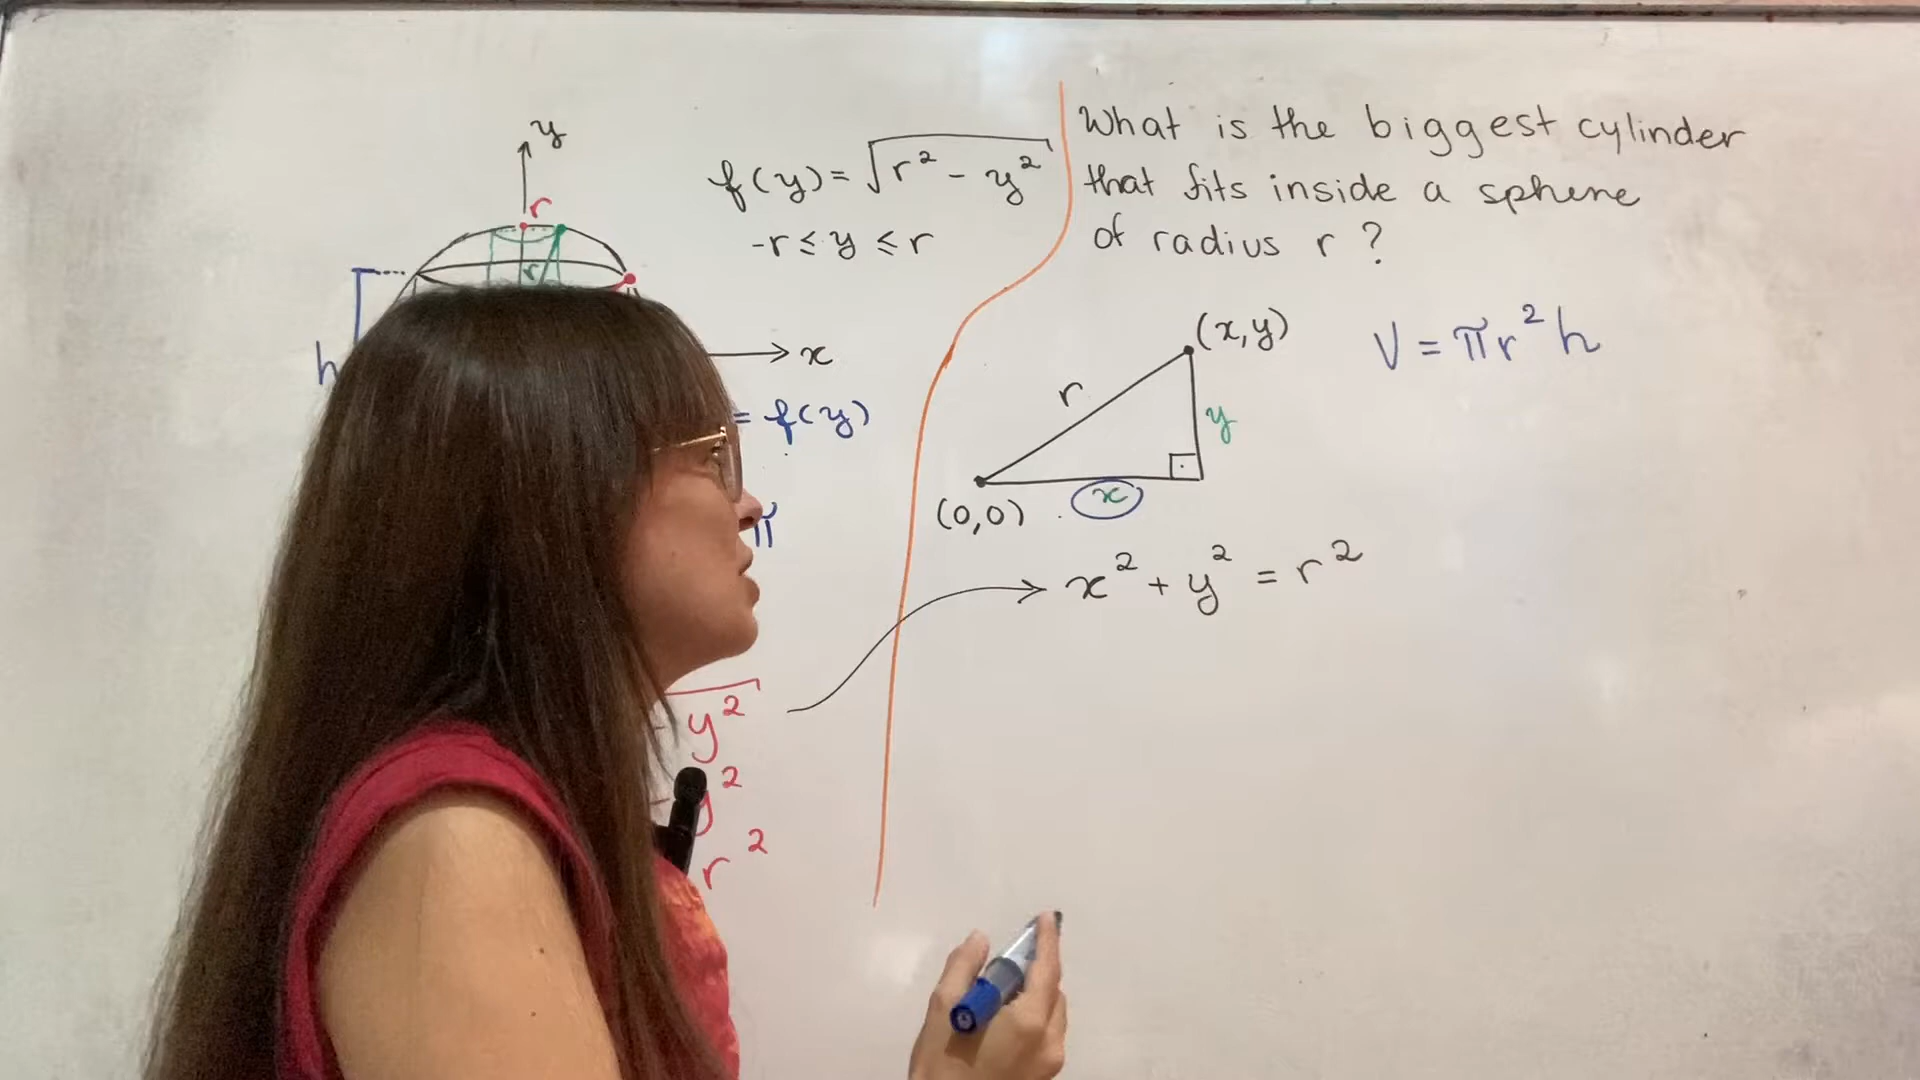 y
r
r
h
x
f(y) = √(r² - y²)
-r ≤ y ≤ r
= f(y)
π
y²
y²
r²
What is the biggest cylinder
that fits inside a sphere
of radius r ?
(x,y)
V = πr²h
r
y
x
(0,0)
x² + y² = r²